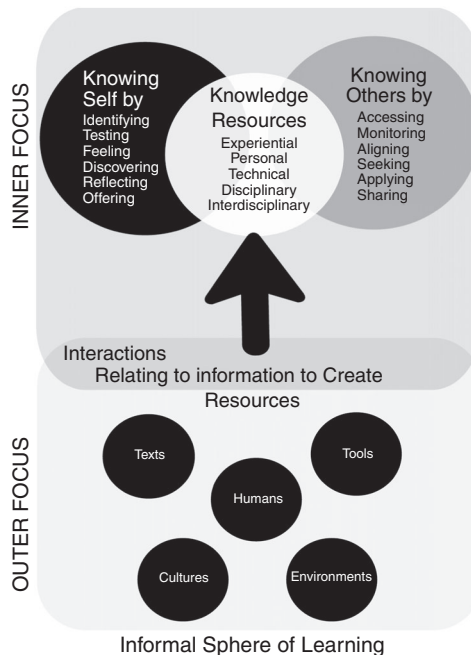 INNER FOCUS
Knowing
Self by
Identifying
Testing
Feeling
Discovering
Reflecting
Offering
Knowledge
Resources
Experiential
Personal
Technical
Disciplinary
Interdisciplinary
Knowing
Others by
Accessing
Monitoring
Aligning
Seeking
Applying
Sharing
Interactions
Relating to information to Create
Resources
OUTER FOCUS
Texts
Tools
Humans
Cultures
Environments
Informal Sphere of Learning